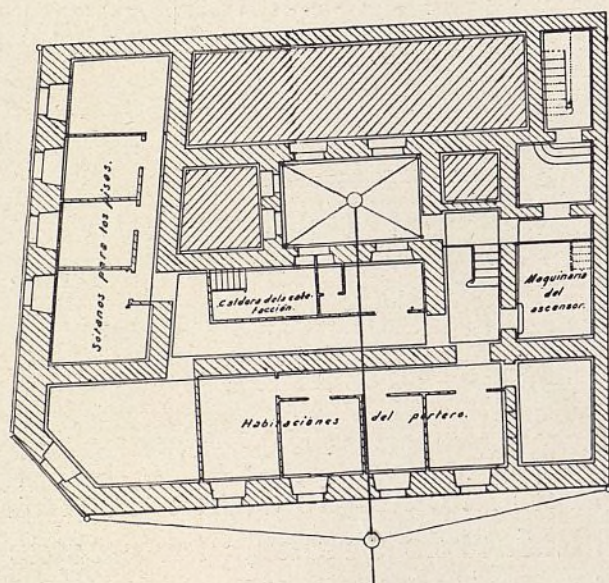 Sótanos para los pisos.
Caldera de la cale-
facción.
Maquinaria
del
ascensor.
Habitaciones del portero.